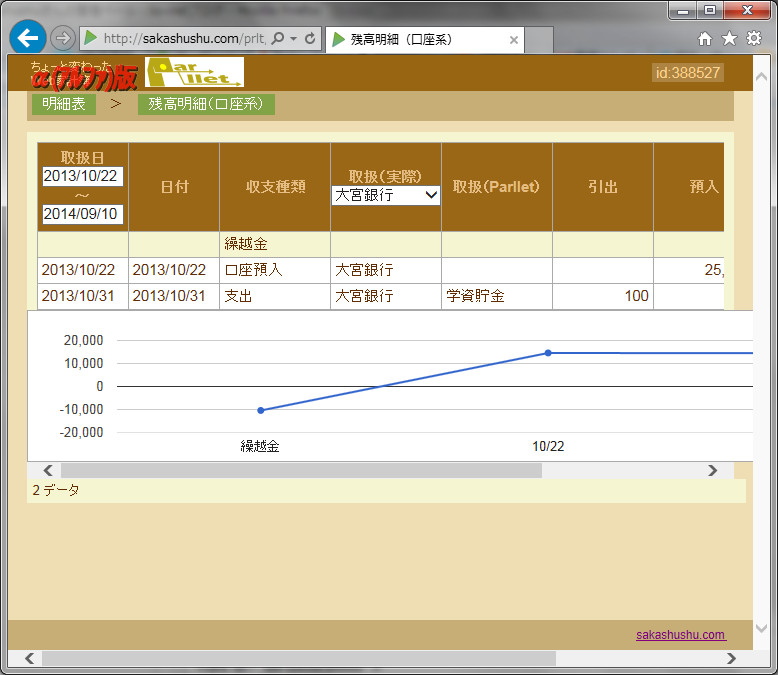 http://sakashushu.com/prlt
残高明細（口座系）
ちょーと変わった
α(アルファ)版
Parllet
id:388527
明細表 ＞ 残高明細(口座系)
取扱日
2013/10/22
～
2014/09/10
日付
収支種類
取扱(実際)
大宮銀行
取扱(Parllet)
引出
預入
繰越金
2013/10/22 2013/10/22 口座預入 大宮銀行 25,
2013/10/31 2013/10/31 支出 大宮銀行 学資貯金 100
20,000
10,000
0
-10,000
-20,000
繰越金 10/22
2 データ
sakashushu.com